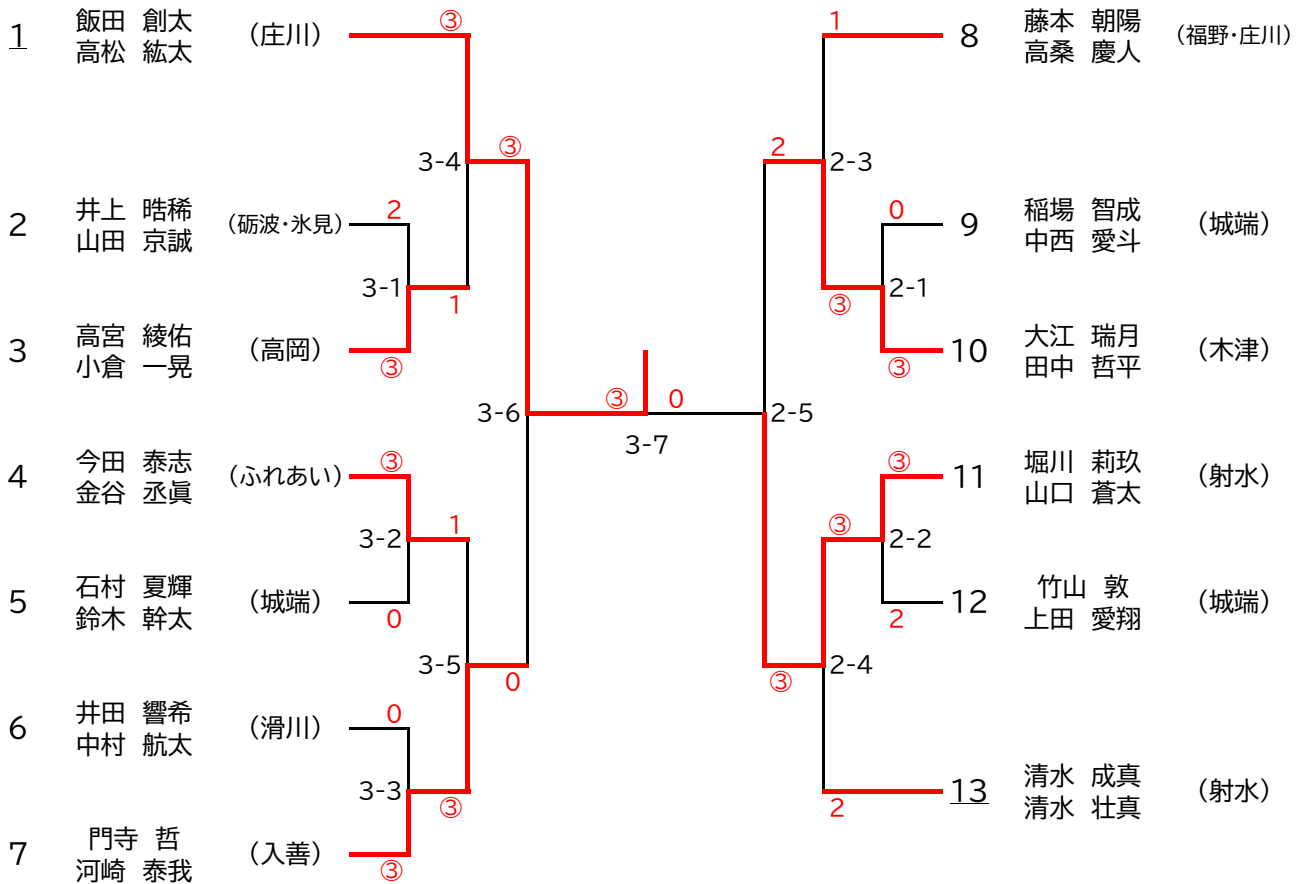 1 飯田 創太 高松 紘太 (庄川) ③
8 藤本 朝陽 高桑 慶人 (福野・庄川) 1
3-4 ③
2 2-3
2 井上 晧稀 山田 京誠 (砺波・氷見) 2
9 稲場 智成 中西 愛斗 (城端) 0
3-1 1
③ 2-1
3 高宮 綾佑 小倉 一晃 (高岡) ③
10 大江 瑞月 田中 哲平 (木津) ③
3-6 ③ 0 2-5
3-7
4 今田 泰志 金谷 丞眞 (ふれあい) ③
11 堀川 莉玖 山口 蒼太 (射水) ③
3-2 1
③ 2-2
5 石村 夏輝 鈴木 幹太 (城端) 0
12 竹山 敦 上田 愛翔 (城端) 2
3-5 0
③ 2-4
6 井田 響希 中村 航太 (滑川) 0
3-3 ③
13 清水 成真 清水 壮真 (射水) 2
7 門寺 哲 河崎 泰我 (入善) ③